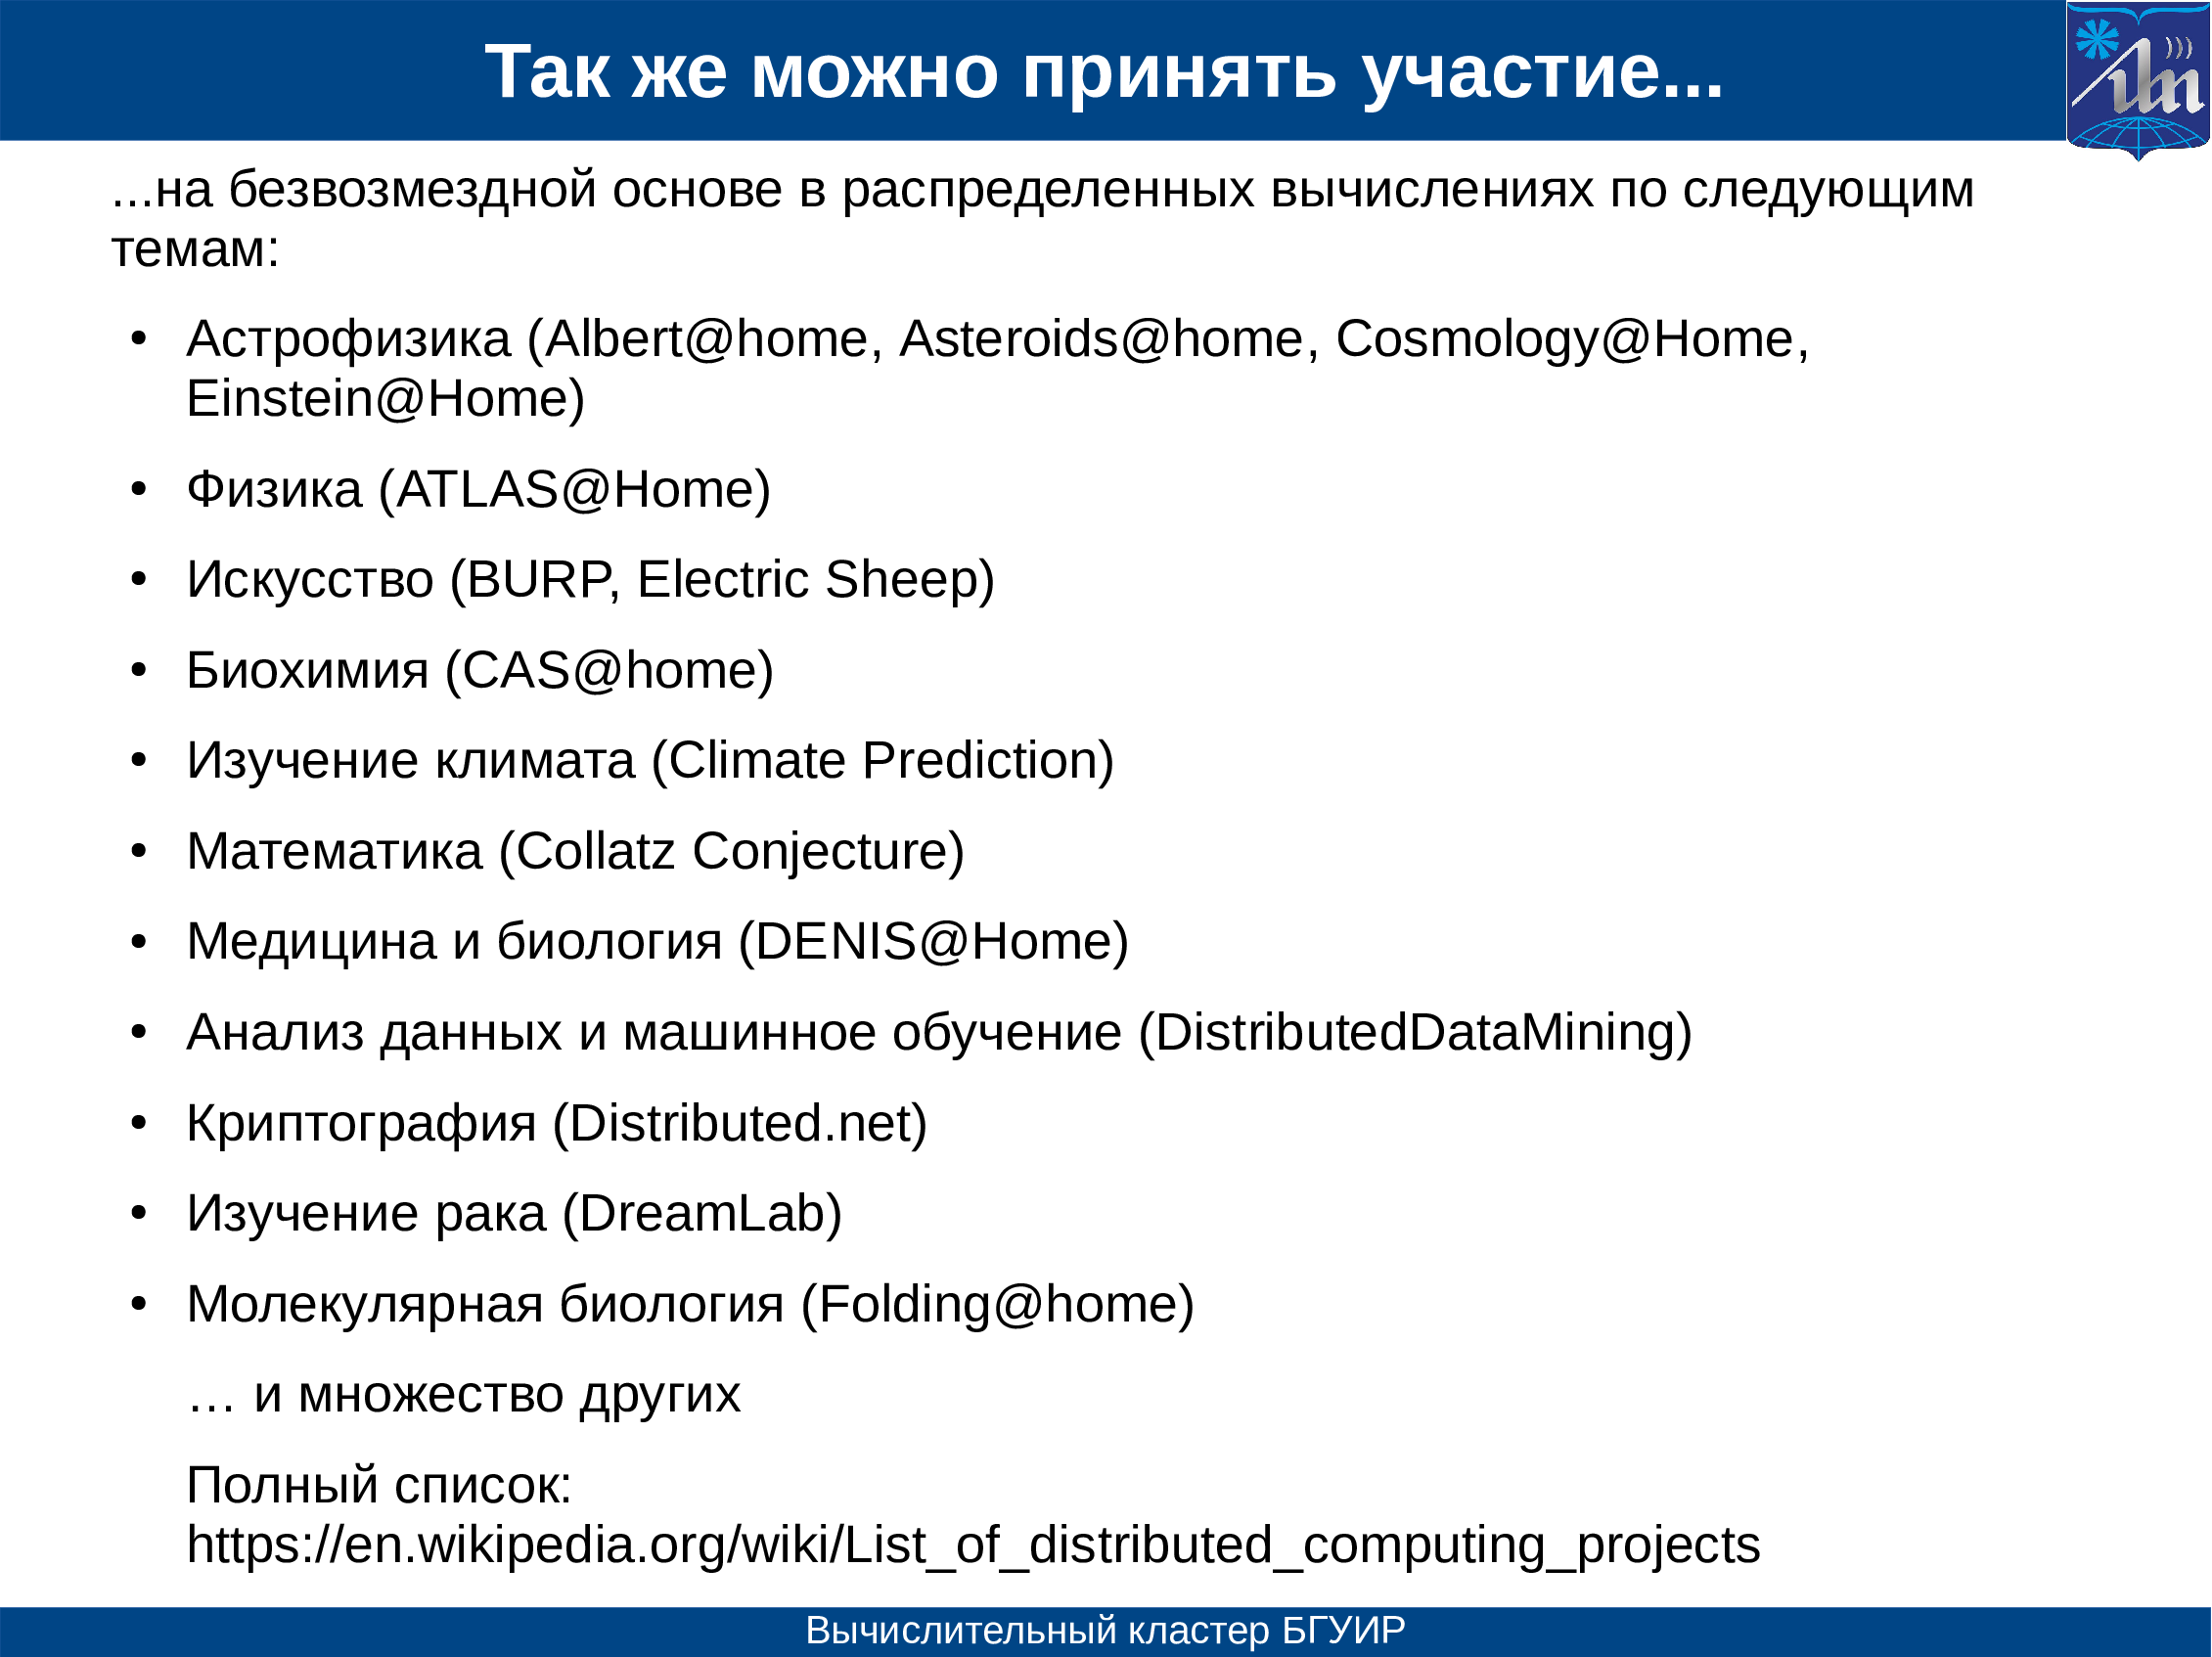 Так же можно принять участие...
...на безвозмездной основе в распределенных вычислениях по следующим
темам:
• Астрофизика (Albert@home, Asteroids@home, Cosmology@Home,
Einstein@Home)
• Физика (ATLAS@Home)
• Искусство (BURP, Electric Sheep)
• Биохимия (CAS@home)
• Изучение климата (Climate Prediction)
• Математика (Collatz Conjecture)
• Медицина и биология (DENIS@Home)
• Анализ данных и машинное обучение (DistributedDataMining)
• Криптография (Distributed.net)
• Изучение рака (DreamLab)
• Молекулярная биология (Folding@home)
… и множество других
Полный список:
https://en.wikipedia.org/wiki/List_of_distributed_computing_projects
Вычислительный кластер БГУИР